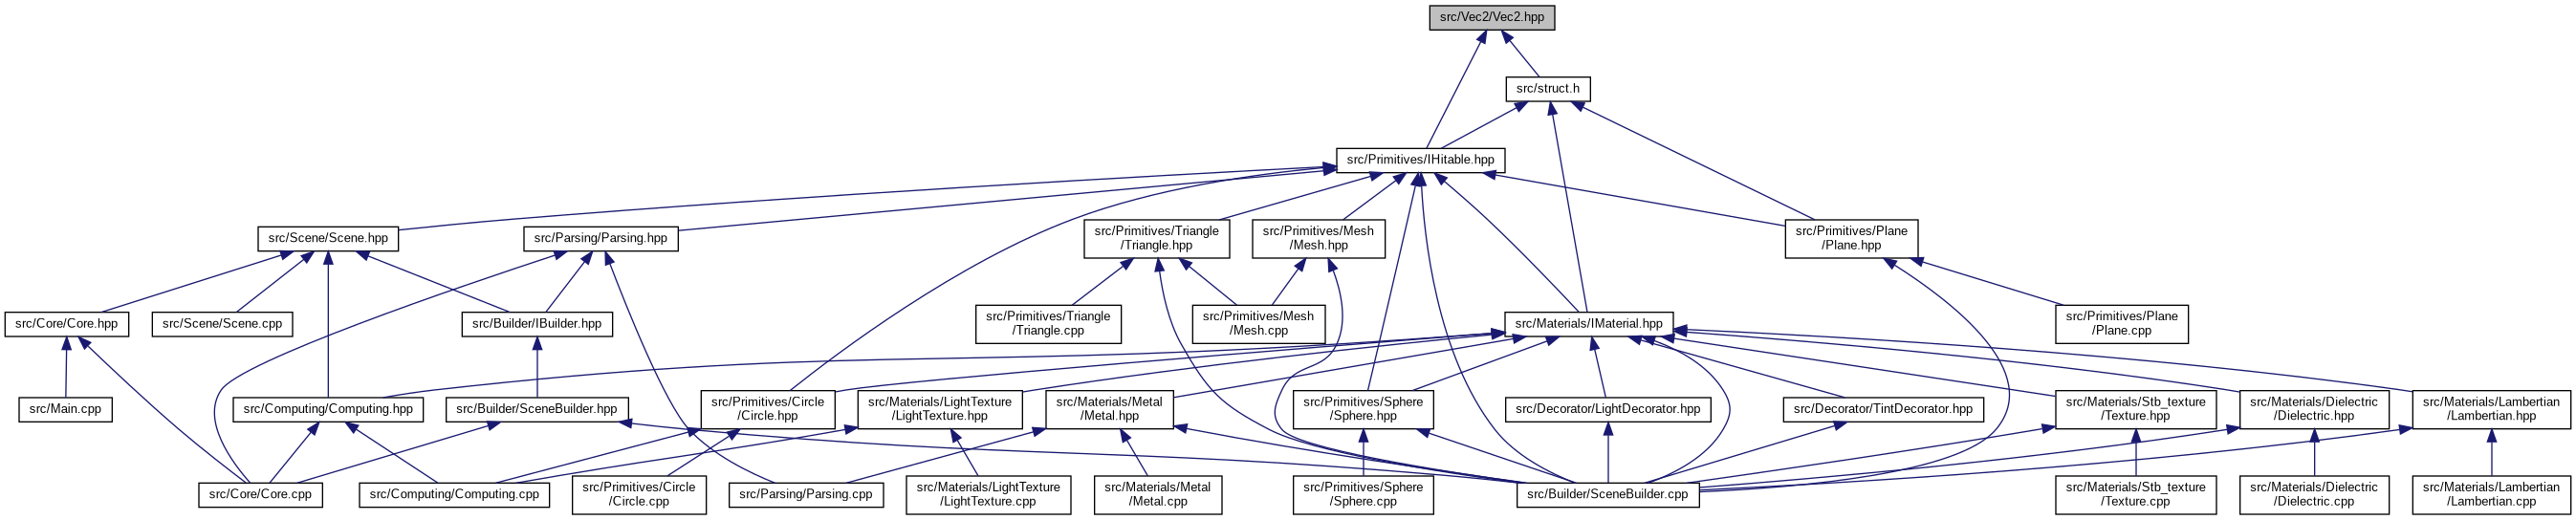 src/Vec2/Vec2.hpp
src/struct.h
src/Primitives/IHitable.hpp
src/Scene/Scene.hpp
src/Parsing/Parsing.hpp
src/Primitives/Triangle
/Triangle.hpp
src/Primitives/Mesh
/Mesh.hpp
src/Primitives/Plane
/Plane.hpp
src/Core/Core.hpp
src/Scene/Scene.cpp
src/Builder/IBuilder.hpp
src/Primitives/Triangle
/Triangle.cpp
src/Primitives/Mesh
/Mesh.cpp
src/Materials/IMaterial.hpp
src/Primitives/Plane
/Plane.cpp
src/Main.cpp
src/Computing/Computing.hpp
src/Builder/SceneBuilder.hpp
src/Primitives/Circle
/Circle.hpp
src/Materials/LightTexture
/LightTexture.hpp
src/Materials/Metal
/Metal.hpp
src/Primitives/Sphere
/Sphere.hpp
src/Decorator/LightDecorator.hpp
src/Decorator/TintDecorator.hpp
src/Materials/Stb_texture
/Texture.hpp
src/Materials/Dielectric
/Dielectric.hpp
src/Materials/Lambertian
/Lambertian.hpp
src/Core/Core.cpp
src/Computing/Computing.cpp
src/Primitives/Circle
/Circle.cpp
src/Parsing/Parsing.cpp
src/Materials/LightTexture
/LightTexture.cpp
src/Materials/Metal
/Metal.cpp
src/Primitives/Sphere
/Sphere.cpp
src/Builder/SceneBuilder.cpp
src/Materials/Stb_texture
/Texture.cpp
src/Materials/Dielectric
/Dielectric.cpp
src/Materials/Lambertian
/Lambertian.cpp